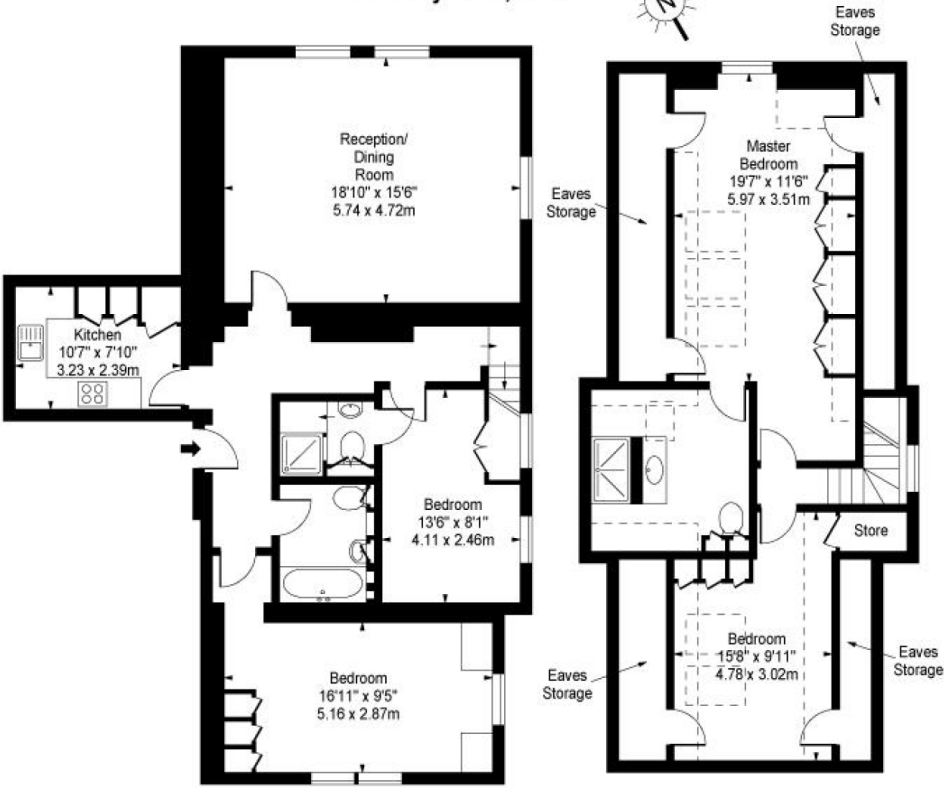 N
Eaves
Storage
Reception/
Dining
Room
18'10" x 15'6"
5.74 x 4.72m
Master
Bedroom
19'7" x 11'6"
5.97 x 3.51m
Eaves
Storage
Kitchen
10'7" x 7'10"
3.23 x 2.39m
Bedroom
13'6" x 8'1"
4.11 x 2.46m
Store
Bedroom
15'8" x 9'11"
4.78 x 3.02m
Eaves
Storage
Eaves
Storage
Bedroom
16'11" x 9'5"
5.16 x 2.87m